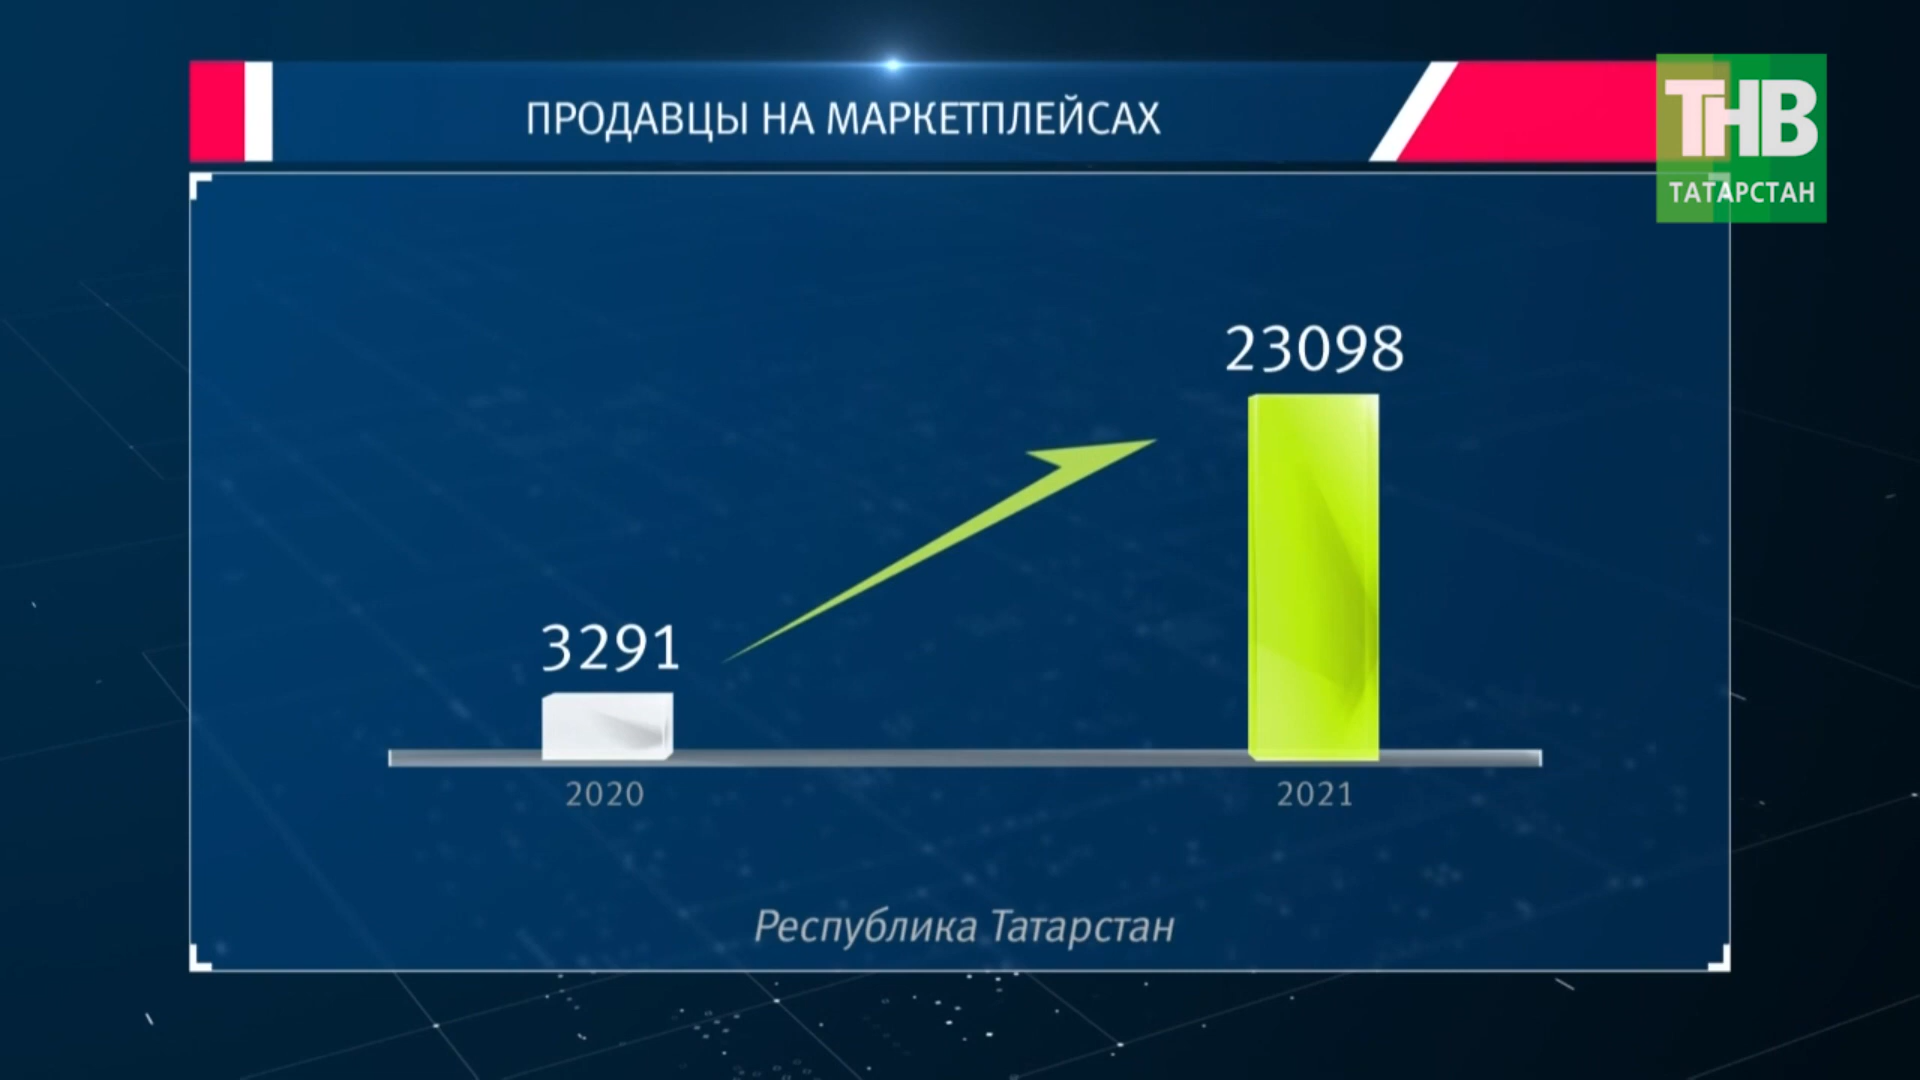 ПРОДАВЦЫ НА МАРКЕТПЛЕЙСАХ
ТНВ
ТАТАРСТАН
23098
3291
2020
2021
Республика Татарстан